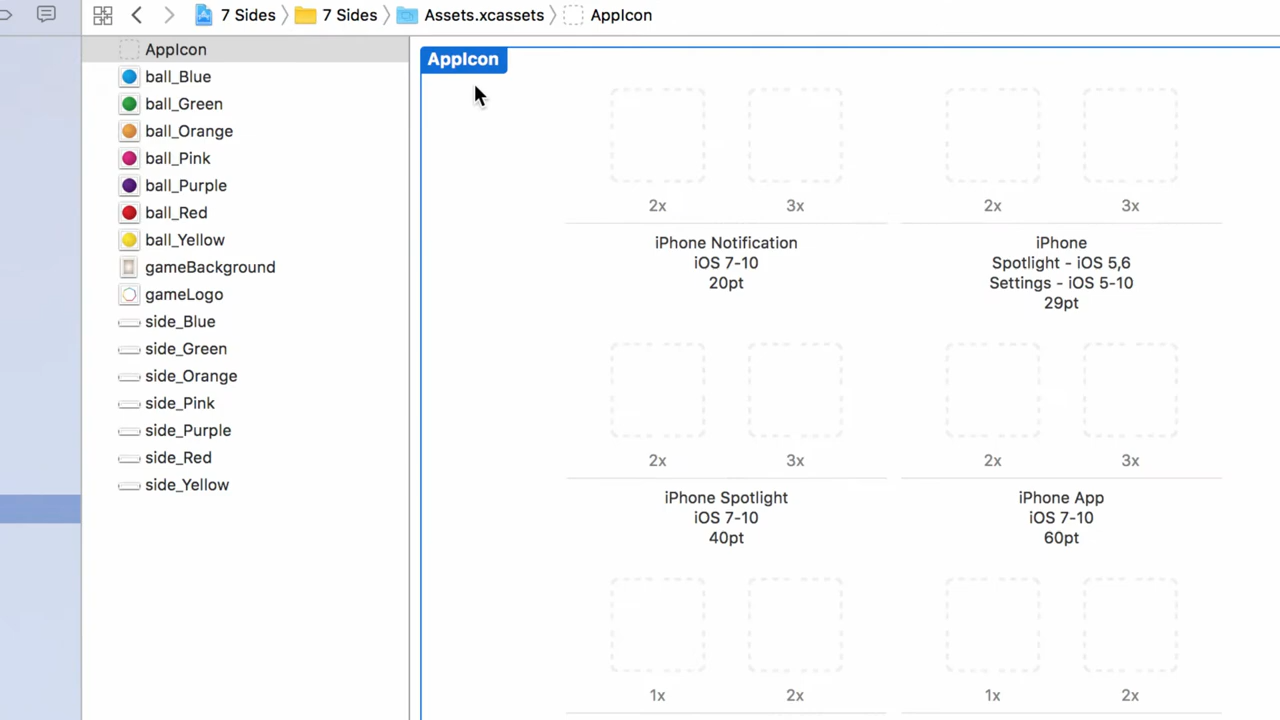 7 Sides 7 Sides Assets.xcassets AppIcon
AppIcon
ball_Blue
ball_Green
ball_Orange
ball_Pink
ball_Purple
ball_Red
ball_Yellow
gameBackground
gameLogo
side_Blue
side_Green
side_Orange
side_Pink
side_Purple
side_Red
side_Yellow
AppIcon
2x 3x
iPhone Notification
iOS 7-10
20pt
2x 3x
iPhone
Spotlight - iOS 5,6
Settings - iOS 5-10
29pt
2x 3x
iPhone Spotlight
iOS 7-10
40pt
2x 3x
iPhone App
iOS 7-10
60pt
1x 2x
1x 2x